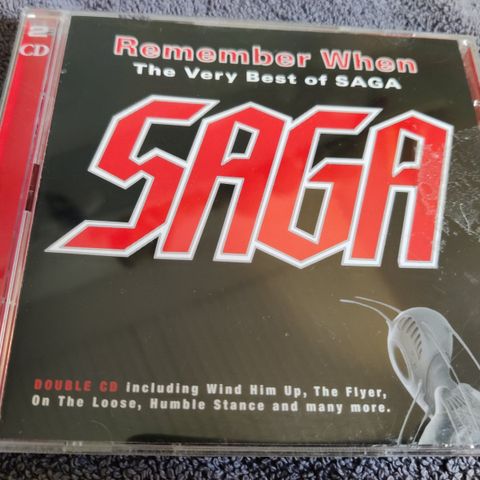 2
CD
Remember When
The Very Best of SAGA
SAGA
DOUBLE CD including Wind Him Up, The Flyer,
On The Loose, Humble Stance and many more.